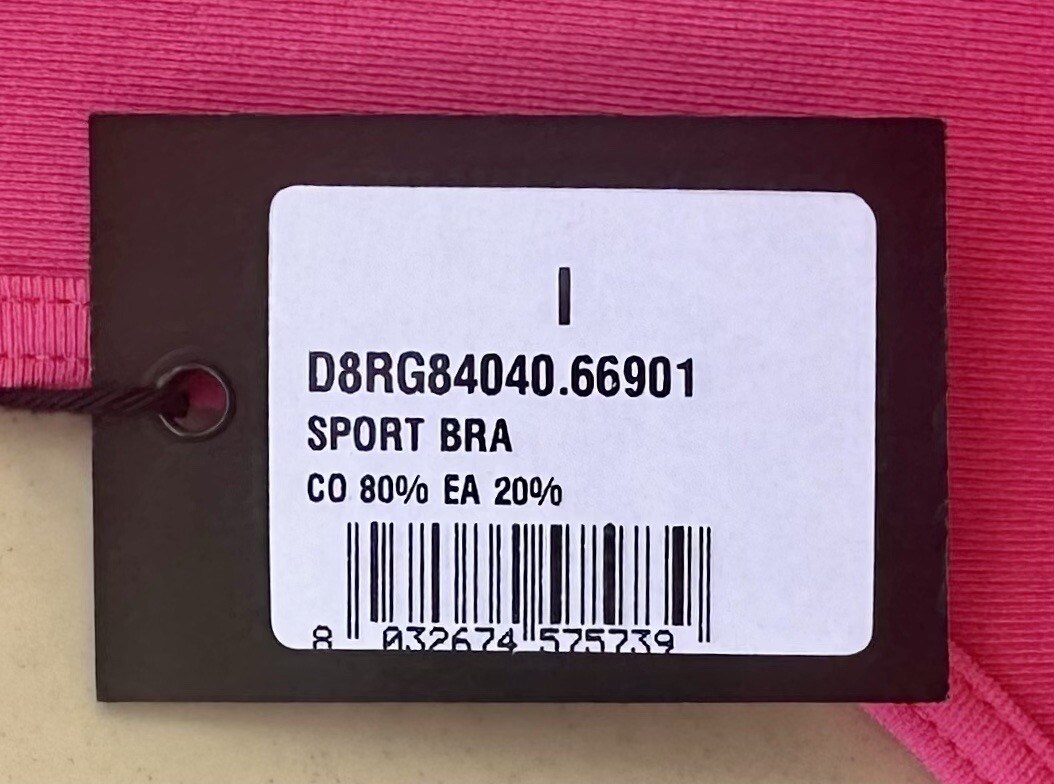 I
D8RG84040.66901
SPORT BRA
CO 80% EA 20%
8 032674 575739